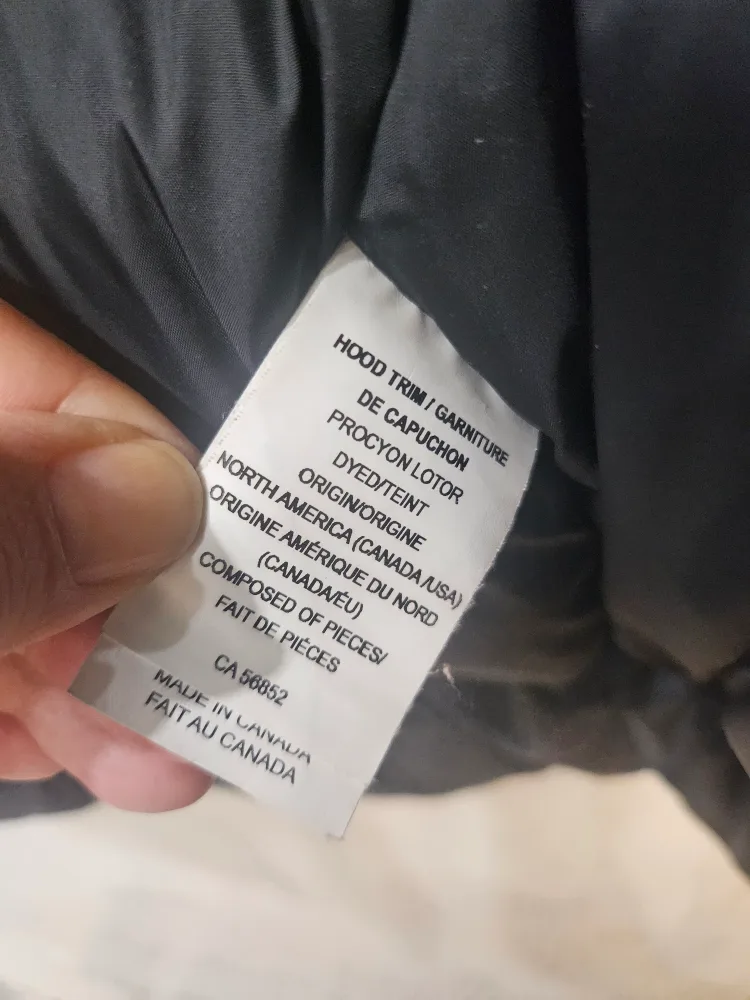 HOOD TRIM / GARNITURE
DE CAPUCHON
PROCYON LOTOR
DYED/TEINT
ORIGIN/ORIGINE
NORTH AMERICA (CANADA /USA)
ORIGINE AMÉRIQUE DU NORD
(CANADA/ÉU)
COMPOSED OF PIECES/
FAIT DE PIÉCES
CA 56852
MADE IN CANADA
FAIT AU CANADA